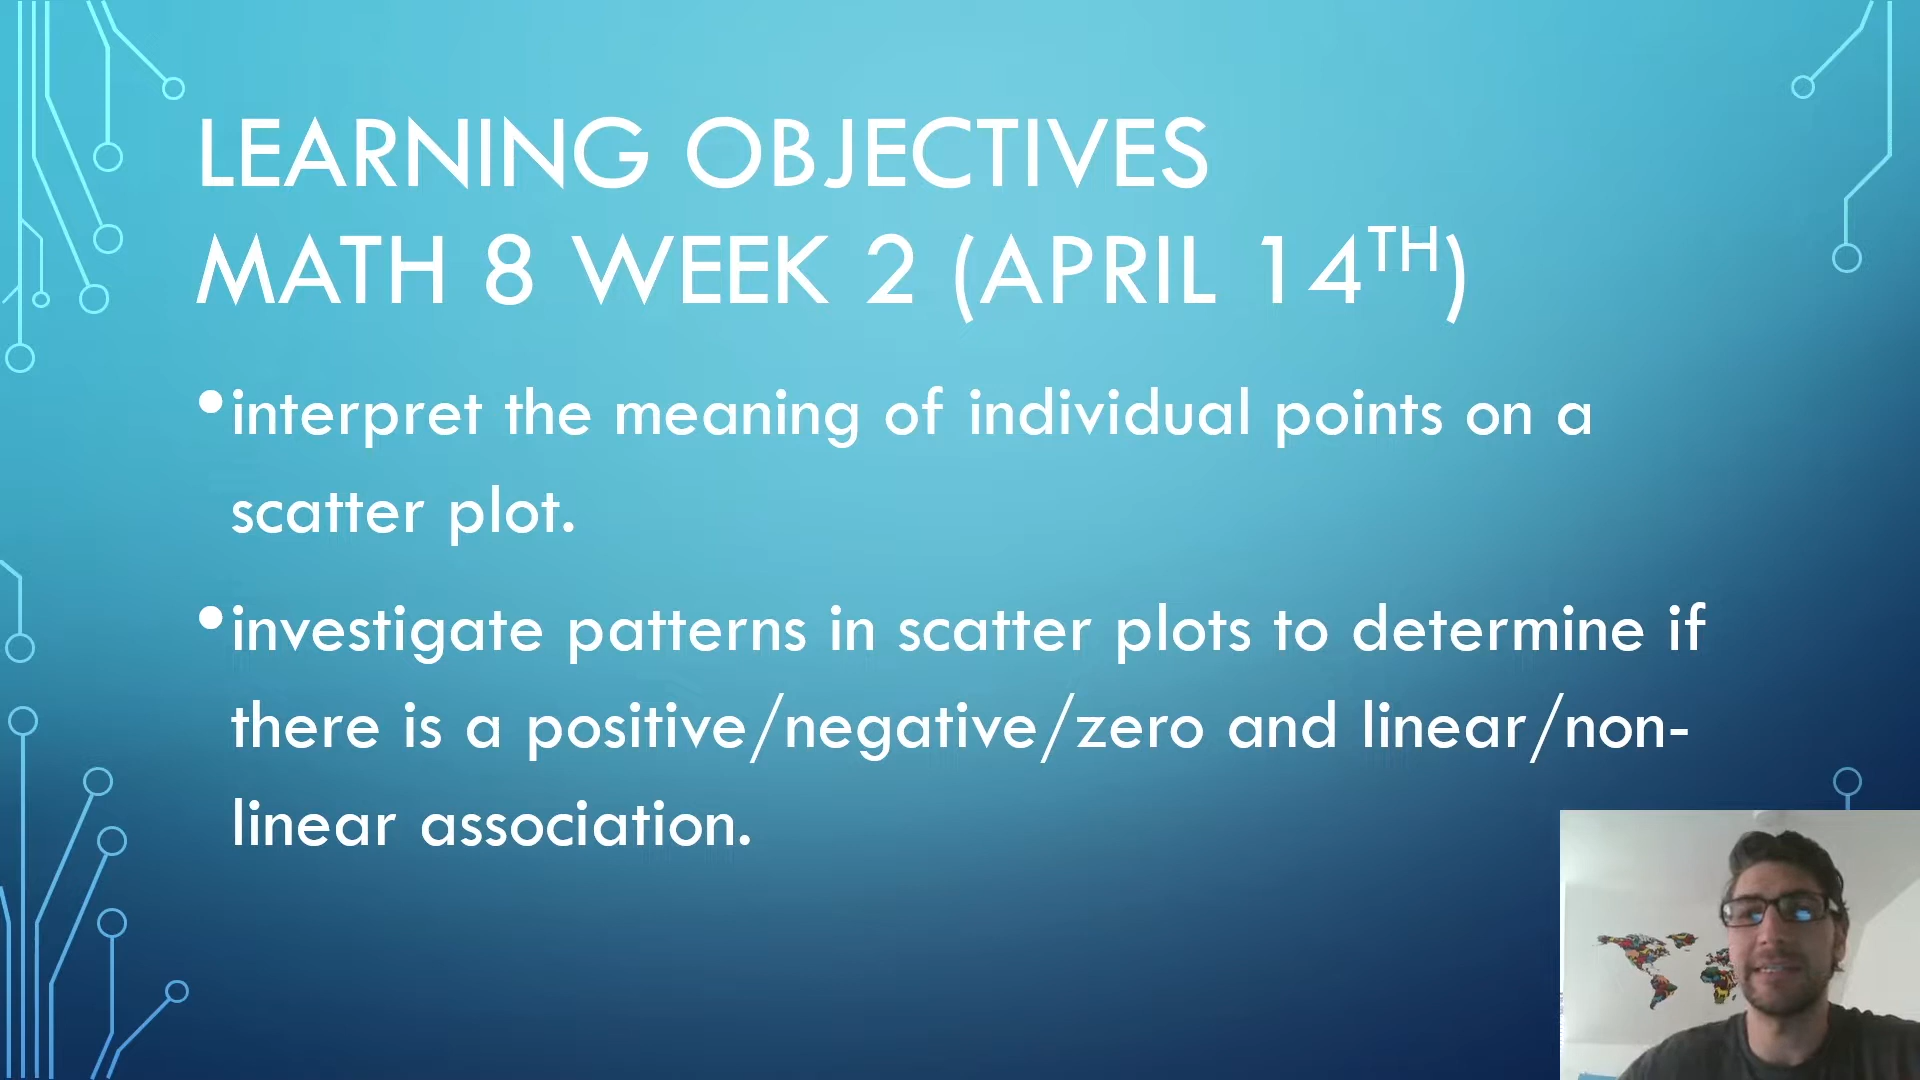 LEARNING OBJECTIVES
MATH 8 WEEK 2 (APRIL 14TH)
•interpret the meaning of individual points on a
scatter plot.
•investigate patterns in scatter plots to determine if
there is a positive/negative/zero and linear/non-
linear association.